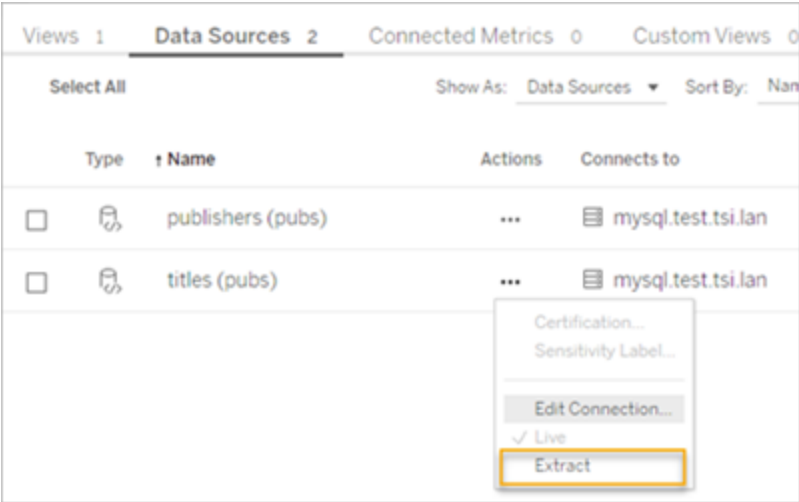 Views 1 Data Sources 2 Connected Metrics 0 Custom Views 0
Select All Show As: Data Sources Sort By: Nam
Type ↑ Name Actions Connects to
publishers (pubs) ... mysql.test.tsi.lan
titles (pubs) ... mysql.test.tsi.lan
Certification...
Sensitivity Label...
Edit Connection...
✓ Live
Extract